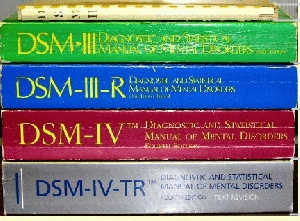 DSM-III
DIAGNOSTIC AND STATISTICAL
MANUAL OF MENTAL DISORDERS
DSM-III-R
DIAGNOSTIC AND STATISTICAL
MANUAL OF MENTAL DISORDERS
DSM-IV™
DIAGNOSTIC AND STATISTICAL
MANUAL OF MENTAL DISORDERS
FOURTH EDITION
DSM-IV-TR™
DIAGNOSTIC AND STATISTICAL
MANUAL OF MENTAL DISORDERS
FOURTH EDITION TEXT REVISION